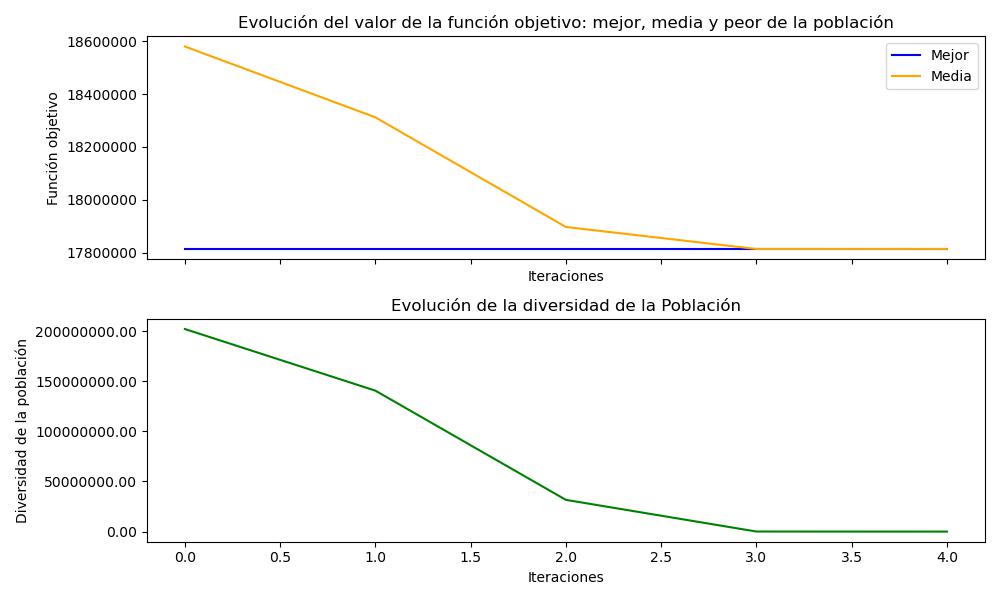 Evolución del valor de la función objetivo: mejor, media y peor de la población
18600000
18400000
18200000
18000000
17800000
Función objetivo
Mejor
Media
Iteraciones
Evolución de la diversidad de la Población
200000000.00
150000000.00
100000000.00
50000000.00
0.00
Diversidad de la población
0.0 0.5 1.0 1.5 2.0 2.5 3.0 3.5 4.0
Iteraciones